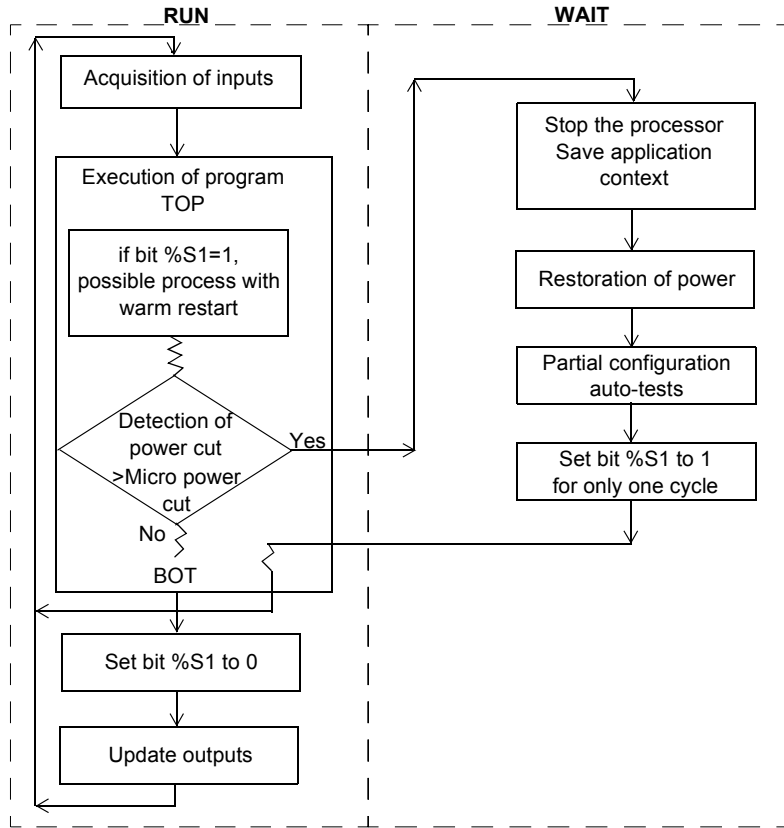 RUN
WAIT
Acquisition of inputs
Execution of program
TOP
if bit %S1=1,
possible process with
warm restart
Detection of
power cut
>Micro power
cut
Yes
No
BOT
Set bit %S1 to 0
Update outputs
Stop the processor
Save application
context
Restoration of power
Partial configuration
auto-tests
Set bit %S1 to 1
for only one cycle